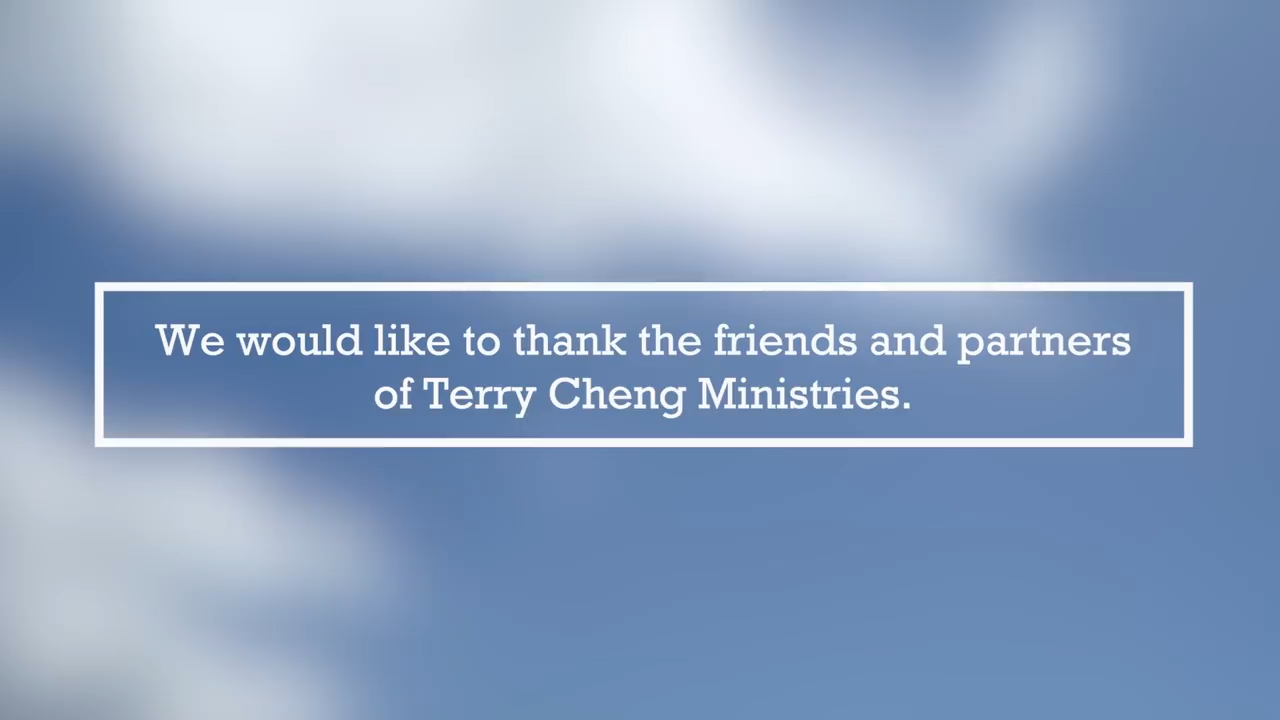 We would like to thank the friends and partners
of Terry Cheng Ministries.